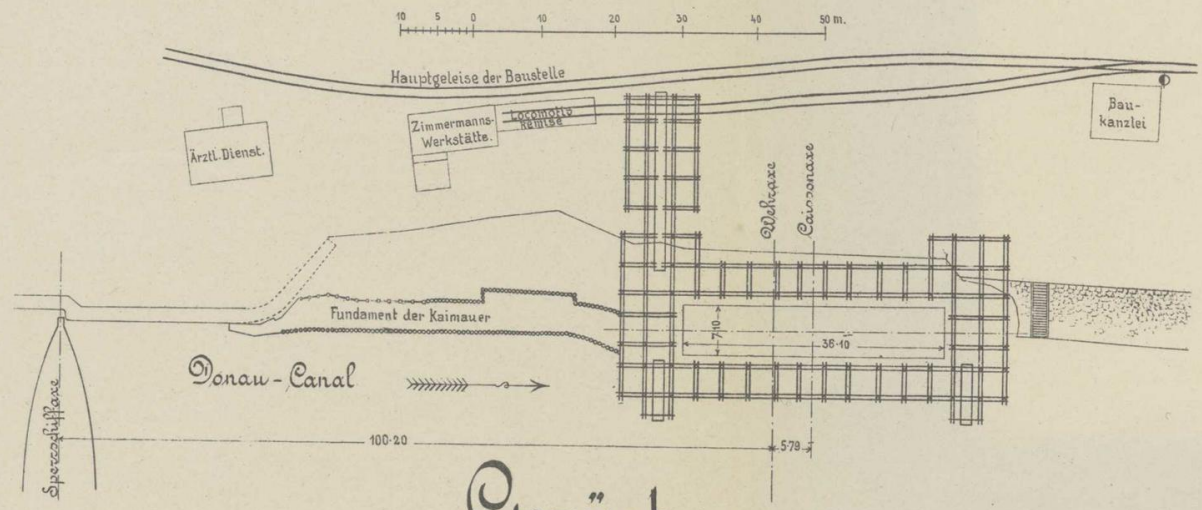 10 5 0 10 20 30 40 50 m.
Hauptgeleise der Baustelle
Locomotiv
Remise
Zimmermanns-
Werkstätte.
Ärztl. Dienst.
Bau-
kanzlei
Wehraxe
Caissonaxe
Fundament der Kaimauer
7·10
38·10
Donau-Canal
Sperrschiffaxe
100·20
5·79